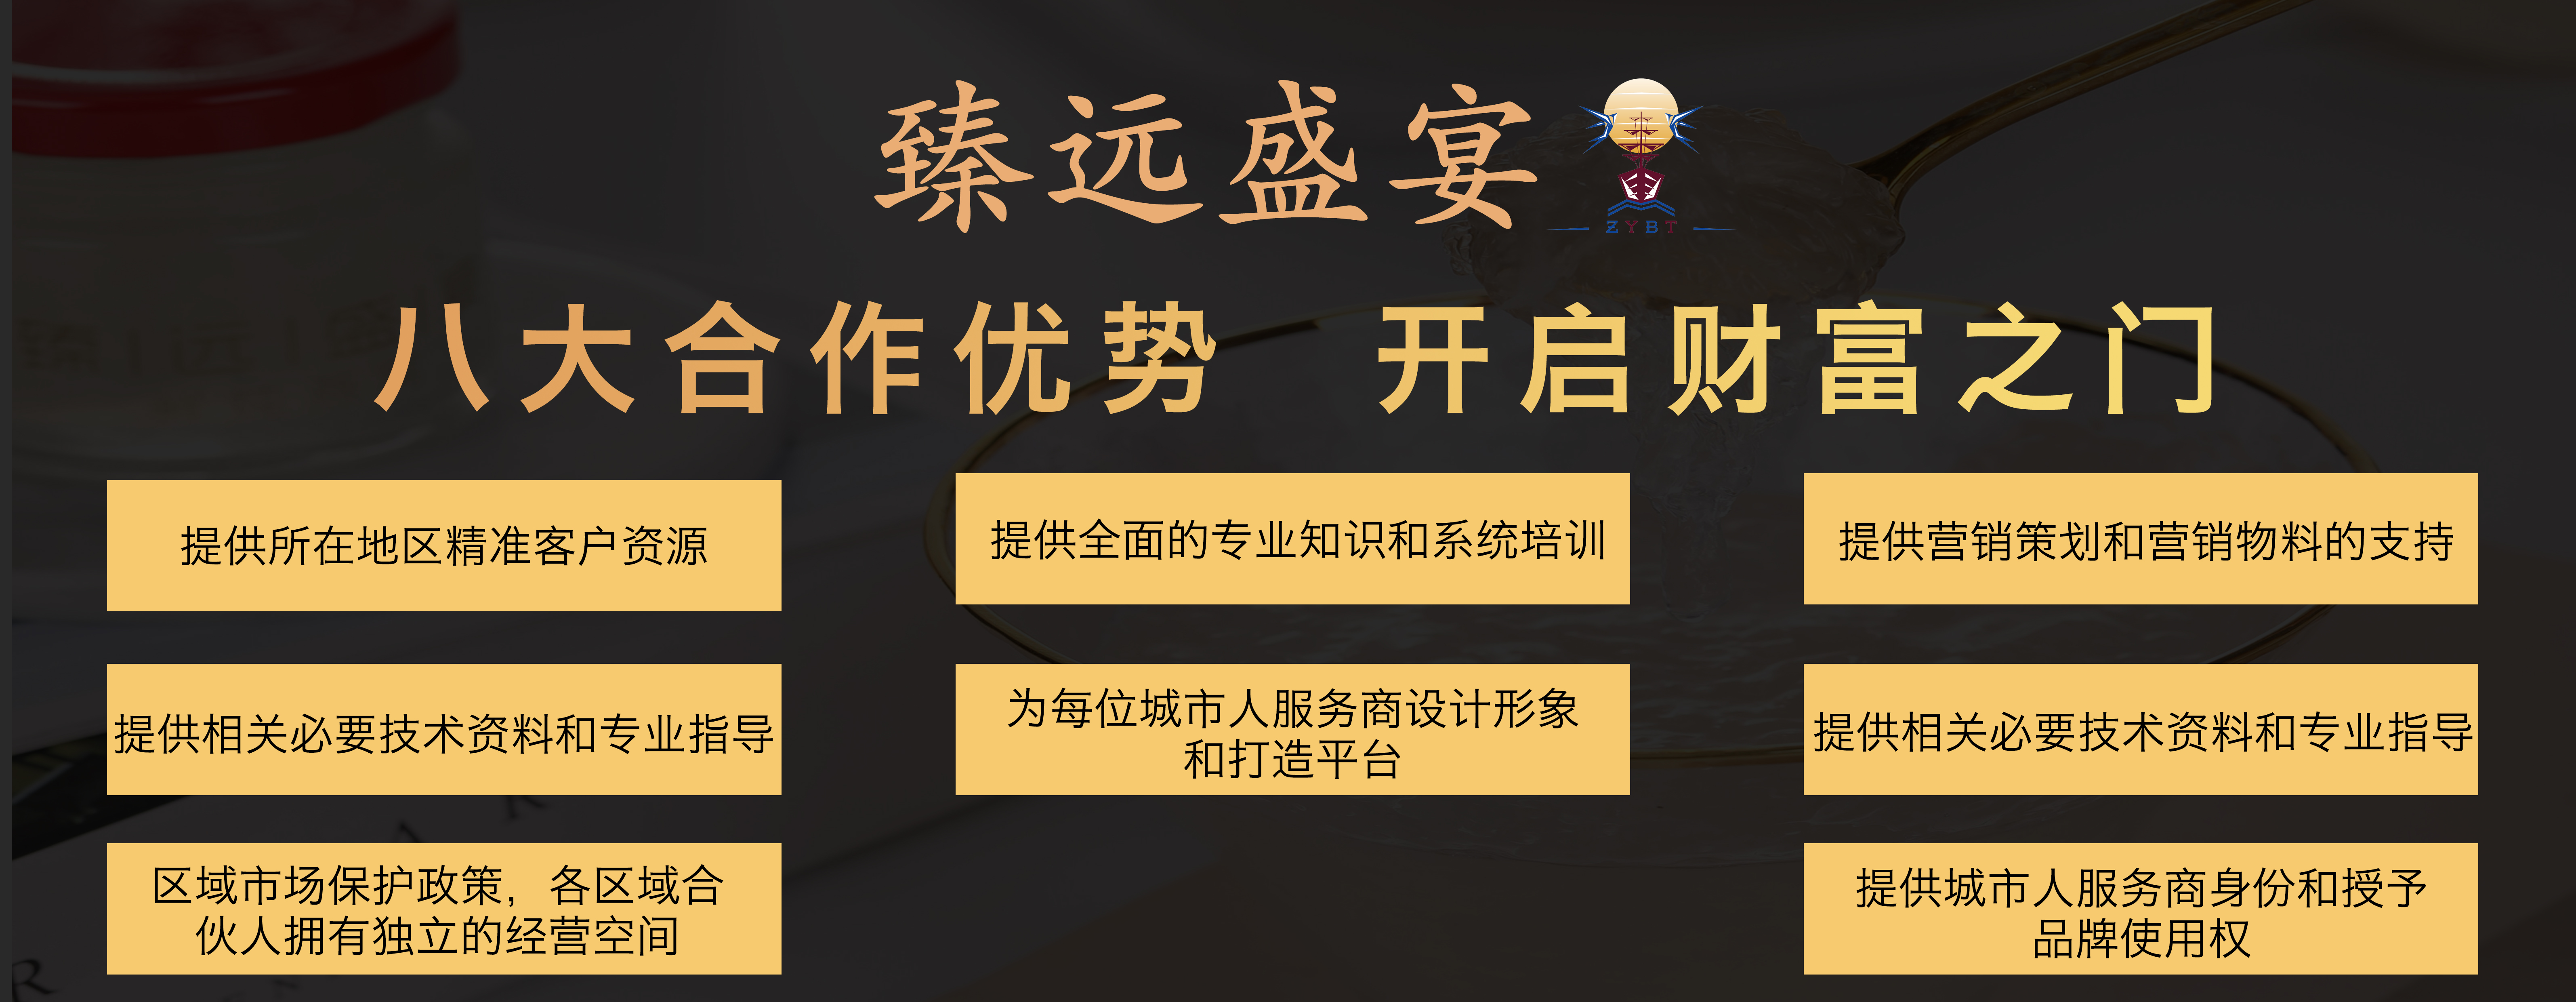 臻远盛宴
ZYBT
八大合作优势 开启财富之门
提供所在地区精准客户资源
提供全面的专业知识和系统培训
提供营销策划和营销物料的支持
提供相关必要技术资料和专业指导
为每位城市人服务商设计形象
和打造平台
提供相关必要技术资料和专业指导
区域市场保护政策，各区域合
伙人拥有独立的经营空间
提供城市人服务商身份和授予
品牌使用权
臻 远 盛
R